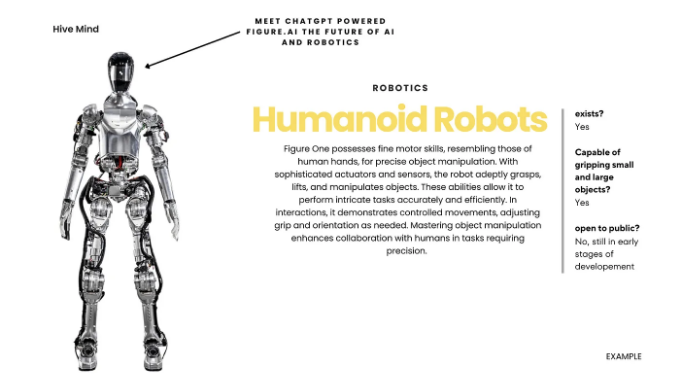 Hive Mind
MEET CHATGPT POWERED
FIGURE.AI THE FUTURE OF AI
AND ROBOTICS
ROBOTICS
Humanoid Robots
Figure One possesses fine motor skills, resembling those of
human hands, for precise object manipulation. With
sophisticated actuators and sensors, the robot adeptly grasps,
lifts, and manipulates objects. These abilities allow it to
perform intricate tasks accurately and efficiently. In
interactions, it demonstrates controlled movements, adjusting
grip and orientation as needed. Mastering object manipulation
enhances collaboration with humans in tasks requiring
precision.
exists?
Yes
Capable of
gripping small
and large
objects?
Yes
open to public?
No, still in early
stages of
developement
EXAMPLE